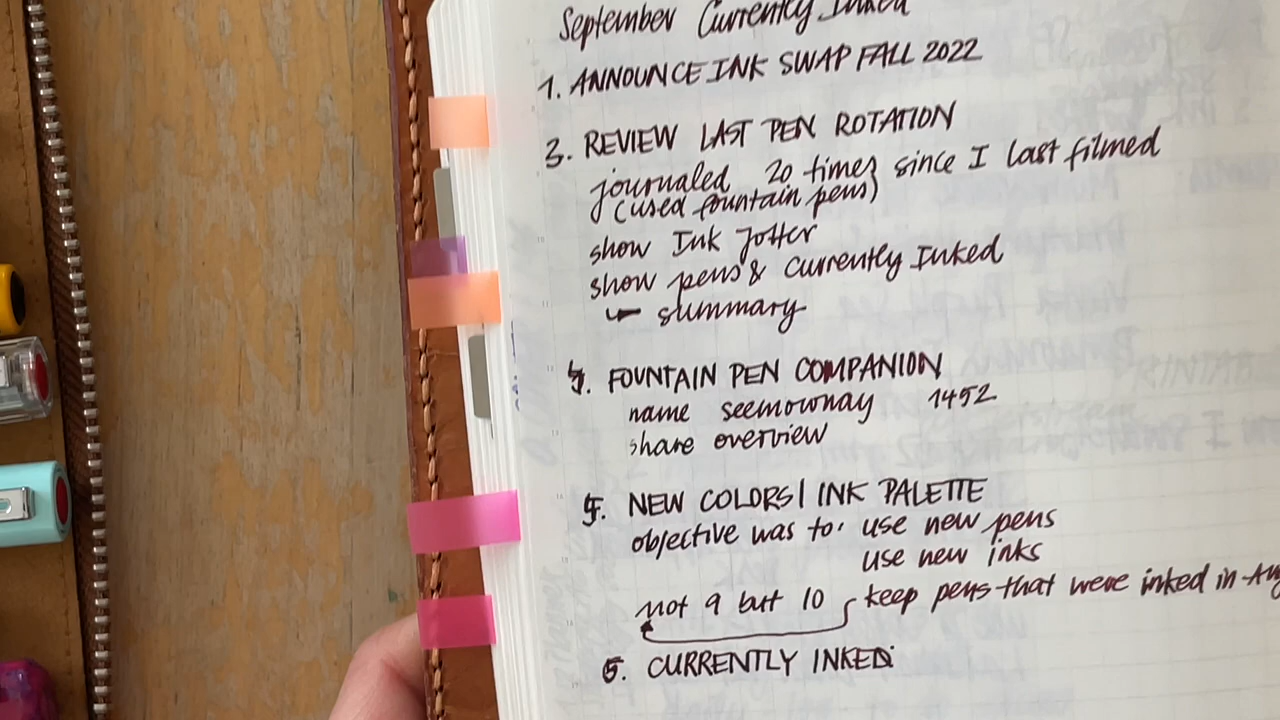 September Currently Inked
1. ANNOUNCE INK SWAP FALL 2022
3. REVIEW LAST PEN ROTATION
journaled 20 times since I last filmed
(used fountain pens)
show Ink Jotter
show pens & Currently Inked
summary
4. FOUNTAIN PEN COMPANION
name seemownay 1452
share overview
5. NEW COLORS | INK PALETTE
objective was to: use new pens
use new inks
not 9 but 10 keep pens that were inked in Aug
6. CURRENTLY INKED